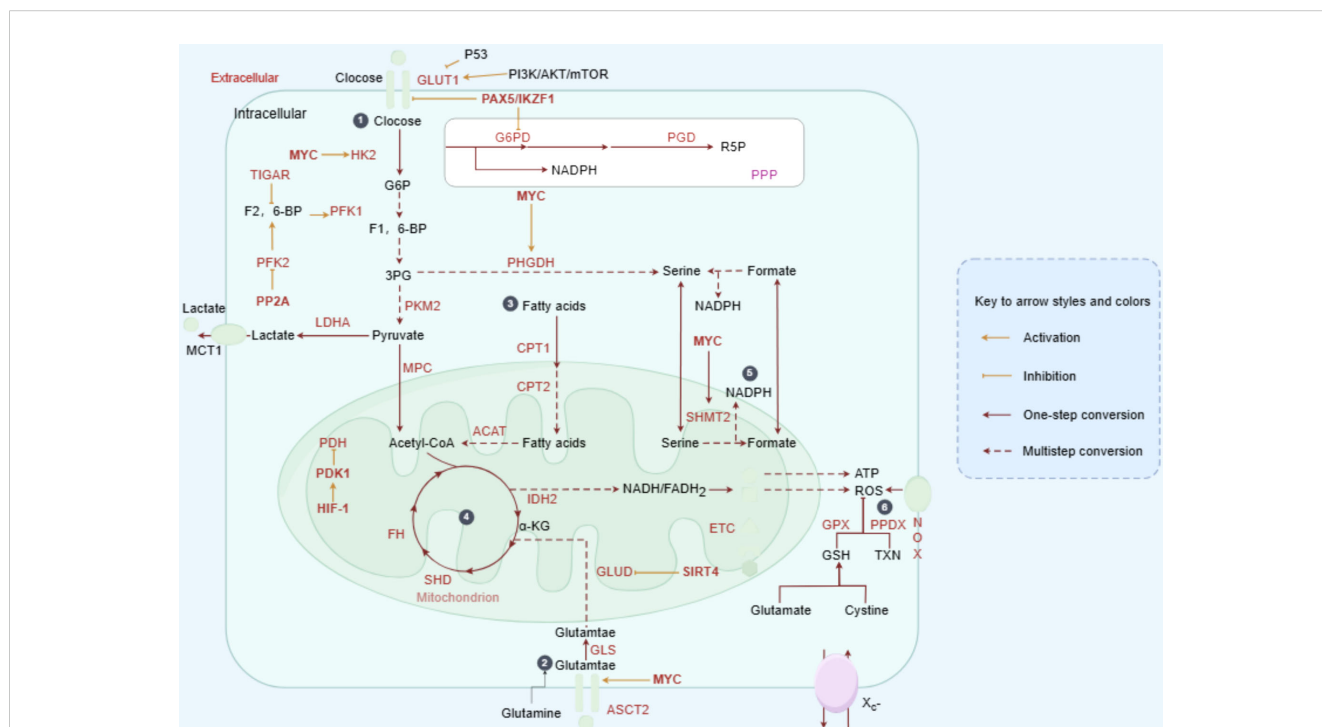 P53
Extracellular
Clocose
GLUT1
PI3K/AKT/mTOR
PAX5/IKZF1
Intracellular
1 Clocose
G6PD
PGD
R5P
MYC
HK2
NADPH
PPP
TIGAR
G6P
MYC
F2, 6-BP
PFK1
F1, 6-BP
PFK2
3PG
PHGDH
Serine
Formate
PP2A
PKM2
NADPH
Key to arrow styles and colors
Lactate
3 Fatty acids
LDHA
Lactate
Pyruvate
MYC
Activation
MCT1
MPC
CPT1
5
Inhibition
CPT2
NADPH
SHMT2
One-step conversion
ACAT
PDH
Acetyl-CoA
Fatty acids
Serine
Formate
Multistep conversion
PDK1
ATP
NADH/FADH2
ROS
HIF-1
IDH2
6
4
α-KG
ETC
GPX
PPDX
NOX
FH
GSH
TXN
SHD
GLUD
SIRT4
Mitochondrion
Glutamate
Cystine
Glutamtae
GLS
2 Glutamtae
MYC
Glutamine
ASCT2
Xc-